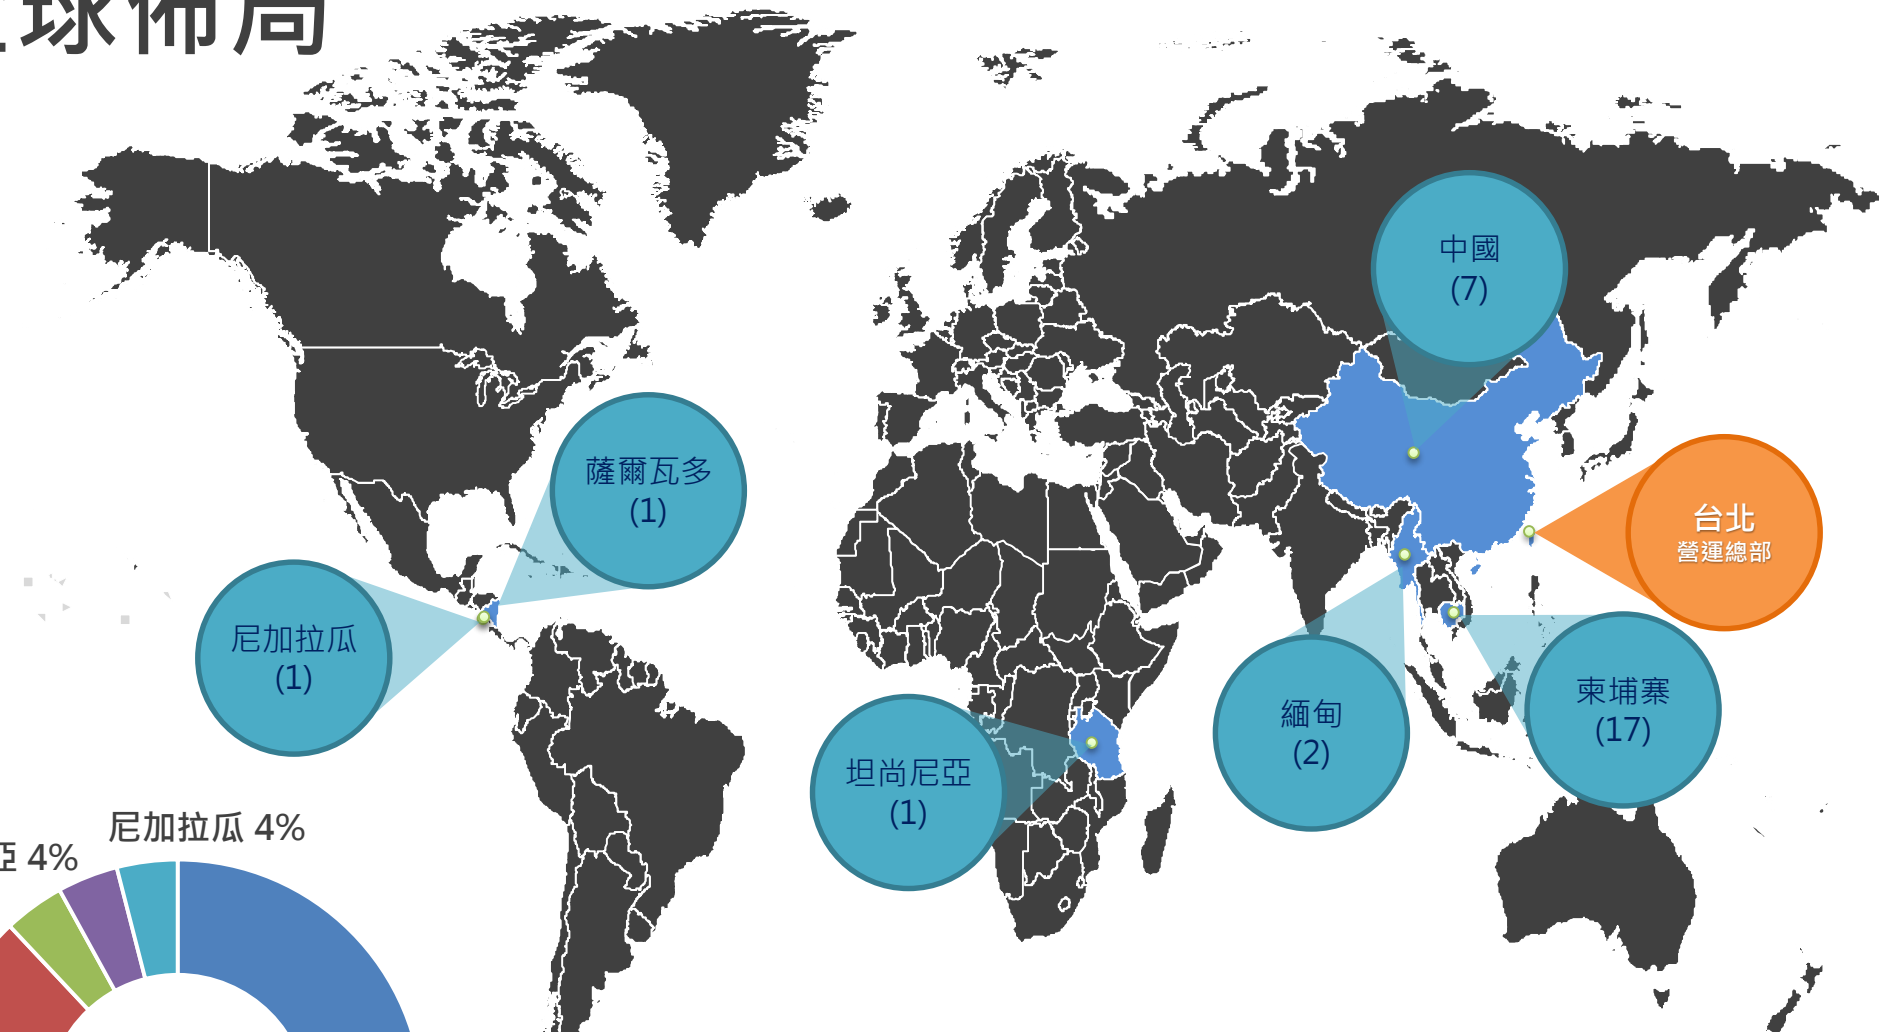 球佈局
中國
(7)
薩爾瓦多
(1)
台北
營運總部
尼加拉瓜
(1)
柬埔寨
(17)
緬甸
(2)
坦尚尼亞
(1)
尼加拉瓜 4%
亞 4%